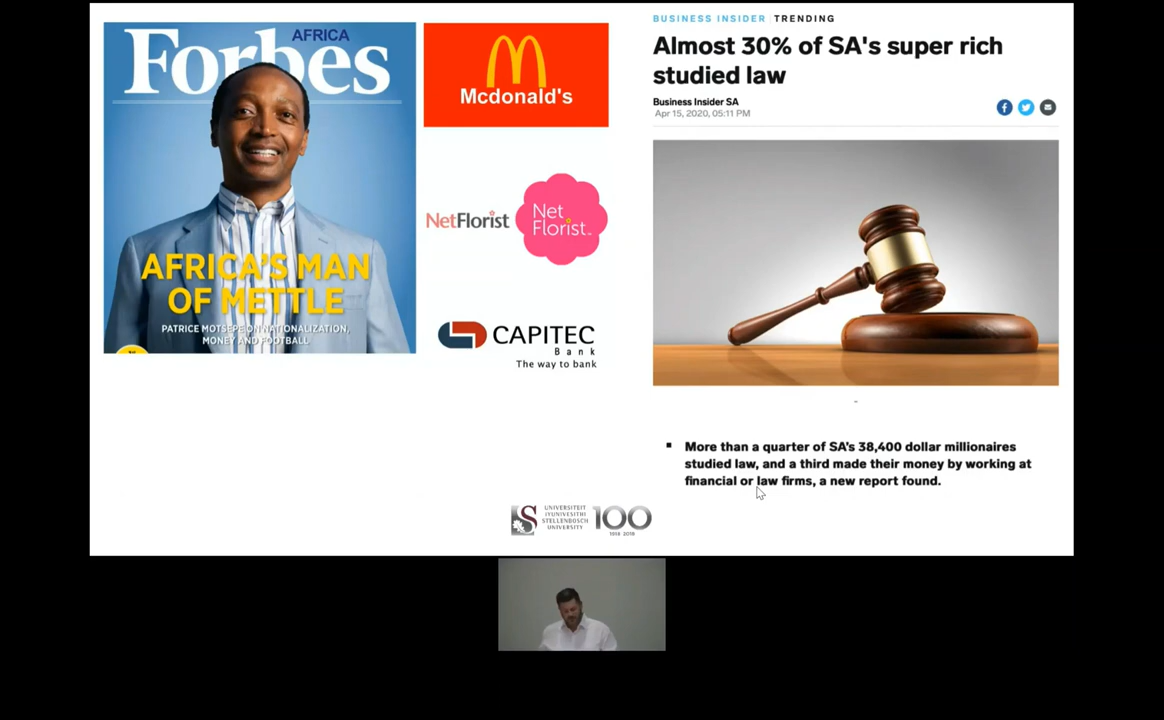 Forbes
AFRICA
AFRICA'S MAN
OF METTLE
PATRICE MOTSEPE ON NATIONALIZATION,
MONEY AND FOOTBALL
Mcdonald's
NetFlorist
Net
Florist
CAPITEC
Bank
The way to bank
BUSINESS INSIDER TRENDING
Almost 30% of SA's super rich
studied law
Business Insider SA
Apr 15, 2020, 05:11 PM
▪ More than a quarter of SA's 38,400 dollar millionaires
studied law, and a third made their money by working at
financial or law firms, a new report found.
UNIVERSITEIT
IYUNIVESITHI
STELLENBOSCH
UNIVERSITY
100
1918 2018